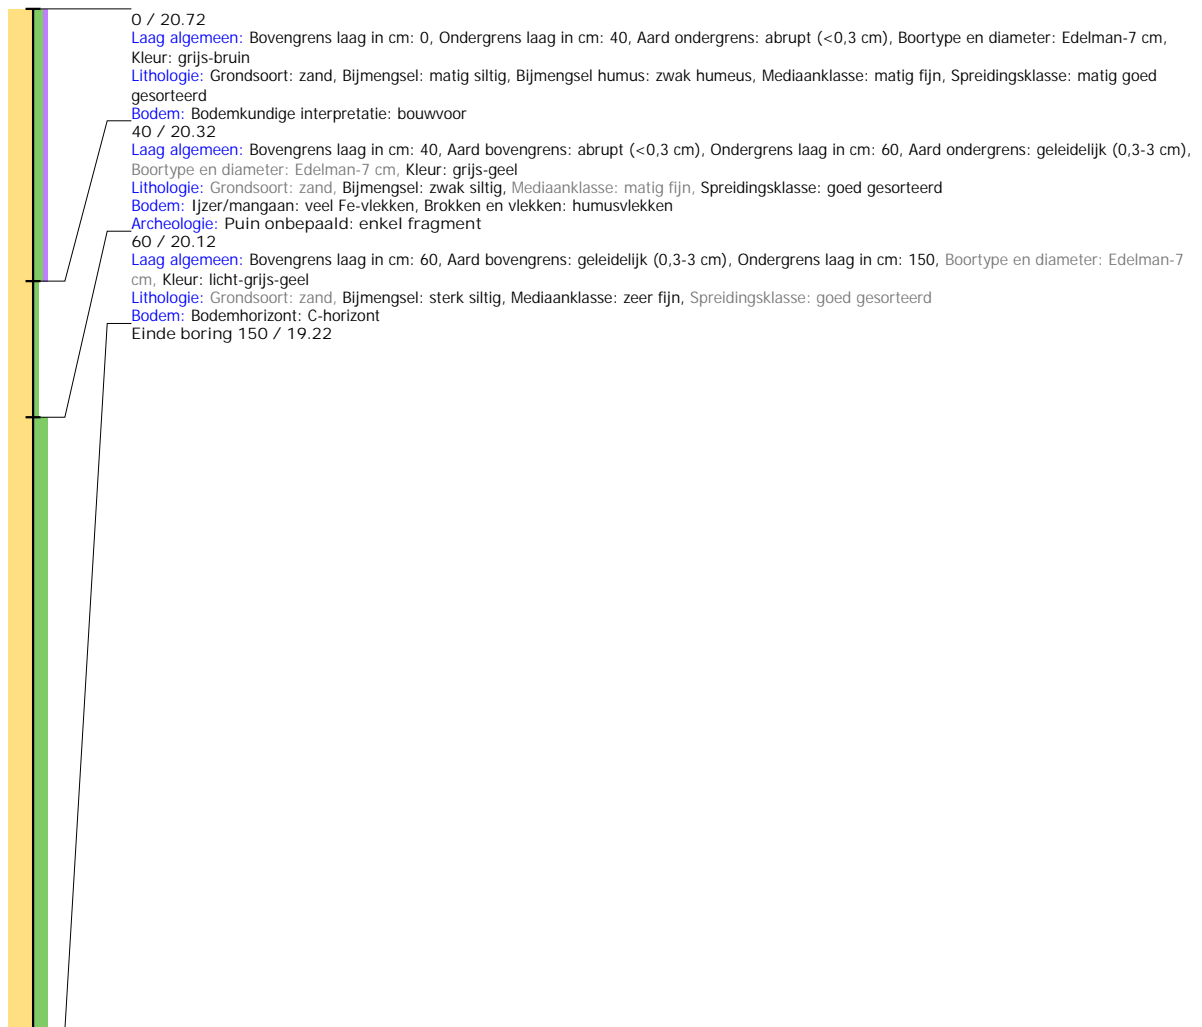 0 / 20.72
Laag algemeen: Bovengrens laag in cm: 0, Ondergrens laag in cm: 40, Aard ondergrens: abrupt (<0,3 cm), Boortype en diameter: Edelman-7 cm,
Kleur: grijs-bruin
Lithologie: Grondsoort: zand, Bijmengsel: matig siltig, Bijmengsel humus: zwak humeus, Mediaanklasse: matig fijn, Spreidingsklasse: matig goed
gesorteerd
Bodem: Bodemkundige interpretatie: bouwvoor
40 / 20.32
Laag algemeen: Bovengrens laag in cm: 40, Aard bovengrens: abrupt (<0,3 cm), Ondergrens laag in cm: 60, Aard ondergrens: geleidelijk (0,3-3 cm),
Boortype en diameter: Edelman-7 cm, Kleur: grijs-geel
Lithologie: Grondsoort: zand, Bijmengsel: zwak siltig, Mediaanklasse: matig fijn, Spreidingsklasse: goed gesorteerd
Bodem: Ijzer/mangaan: veel Fe-vlekken, Brokken en vlekken: humusvlekken
Archeologie: Puin onbepaald: enkel fragment
60 / 20.12
Laag algemeen: Bovengrens laag in cm: 60, Aard bovengrens: geleidelijk (0,3-3 cm), Ondergrens laag in cm: 150, Boortype en diameter: Edelman-7
cm, Kleur: licht-grijs-geel
Lithologie: Grondsoort: zand, Bijmengsel: sterk siltig, Mediaanklasse: zeer fijn, Spreidingsklasse: goed gesorteerd
Bodem: Bodemhorizont: C-horizont
Einde boring 150 / 19.22